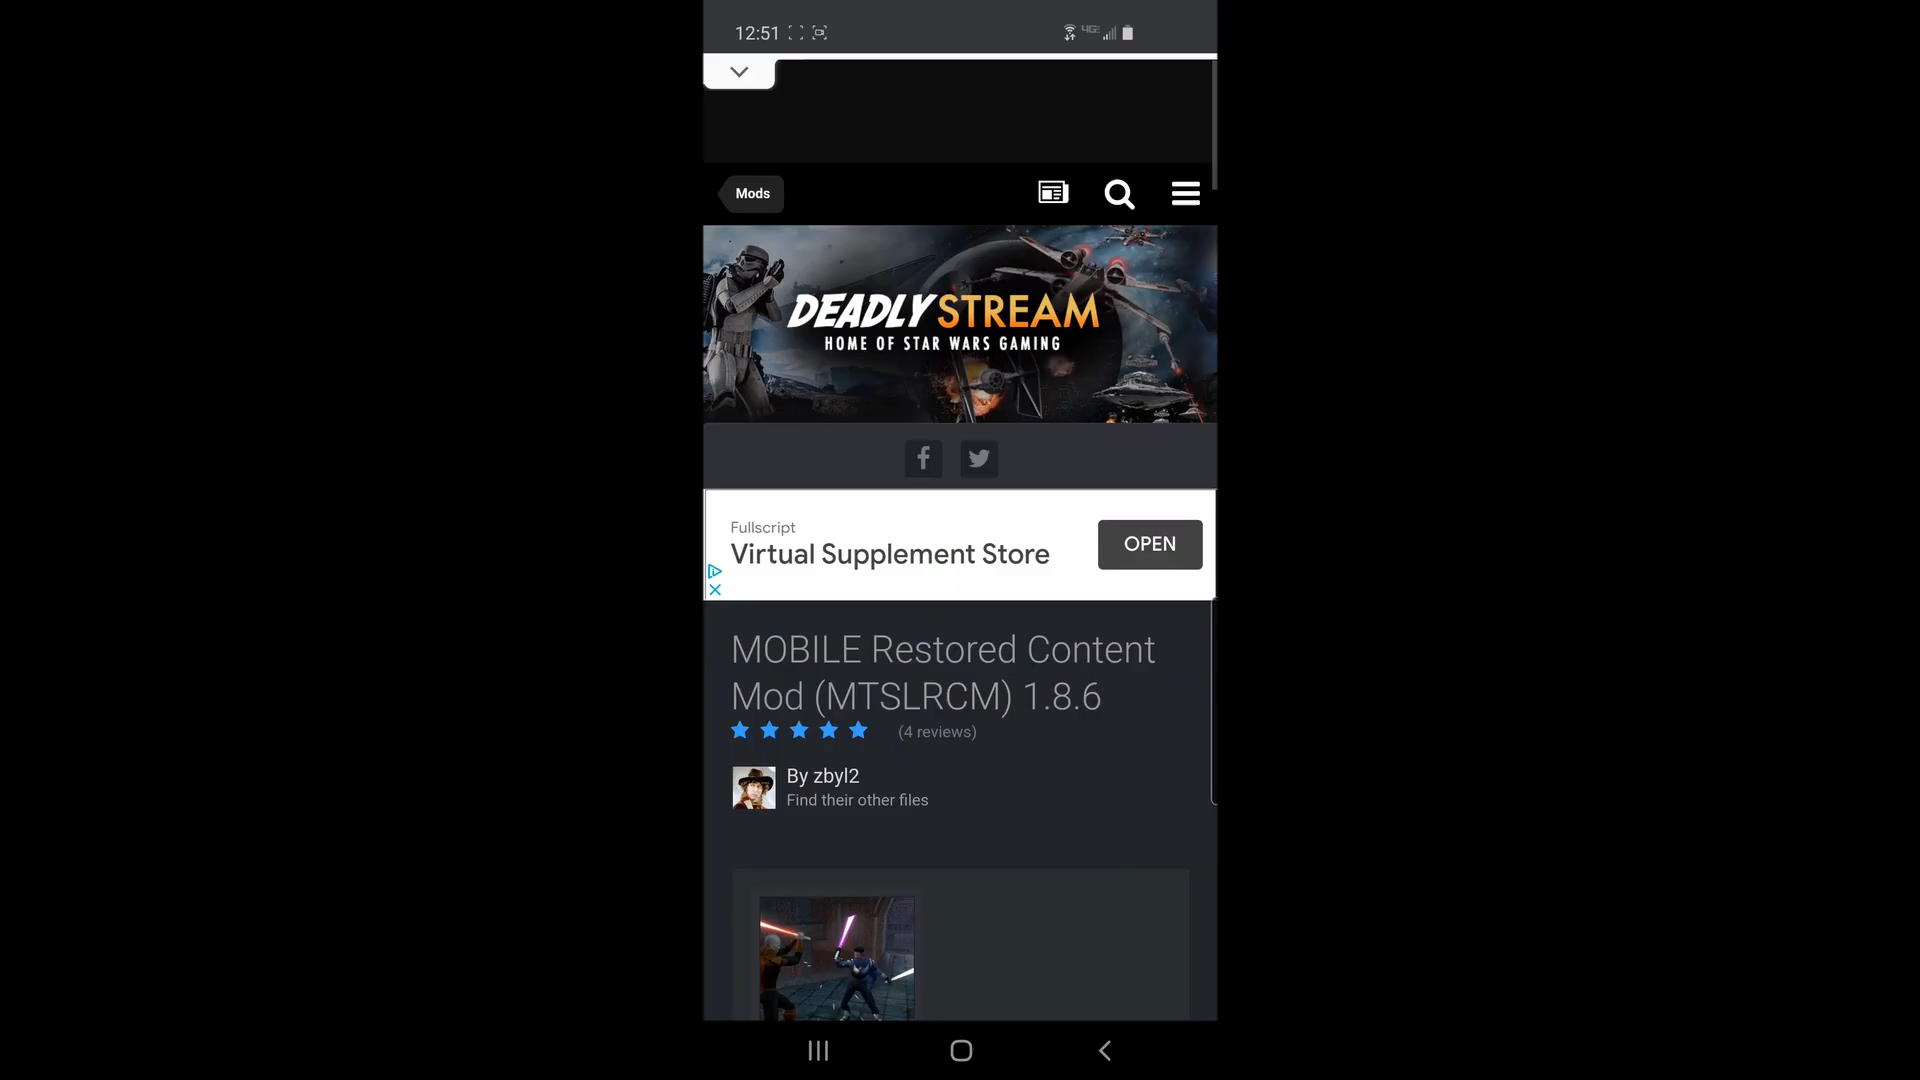 12:51
4GE
Mods
DEADLYSTREAM
HOME OF STAR WARS GAMING
Fullscript
Virtual Supplement Store
OPEN
MOBILE Restored Content
Mod (MTSLRCM) 1.8.6
(4 reviews)
By zbyl2
Find their other files